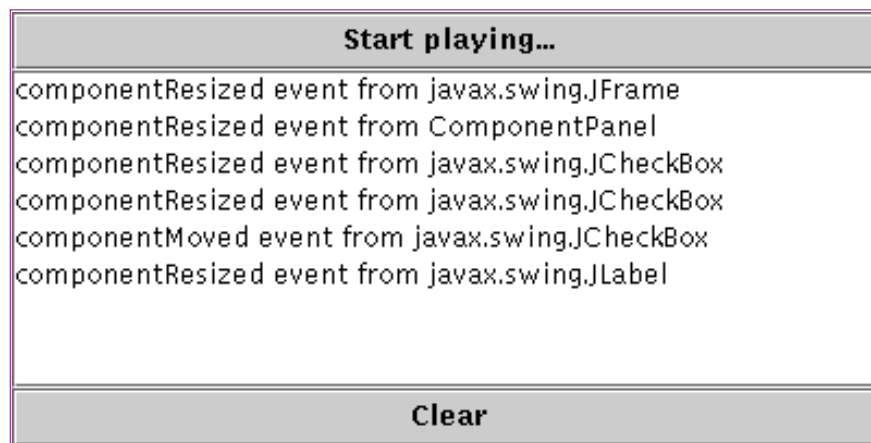 Start playing...
componentResized event from javax.swing.JFrame
componentResized event from ComponentPanel
componentResized event from javax.swing.JCheckBox
componentResized event from javax.swing.JCheckBox
componentMoved event from javax.swing.JCheckBox
componentResized event from javax.swing.JLabel
Clear